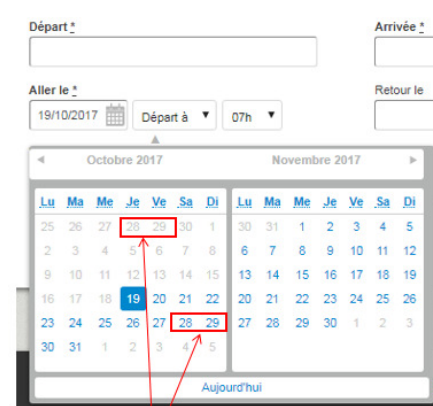 Départ * Arrivée *
Aller le * Retour le
19/10/2017 Départ à ▼ 07h ▼
◄ Octobre 2017 Novembre 2017 ►
Lu Ma Me Je Ve Sa Di Lu Ma Me Je Ve Sa Di
25 26 27 28 29 30 1 30 31 1 2 3 4 5
2 3 4 5 6 7 8 6 7 8 9 10 11 12
9 10 11 12 13 14 15 13 14 15 16 17 18 19
16 17 18 19 20 21 22 20 21 22 23 24 25 26
23 24 25 26 27 28 29 27 28 29 30 1 2 3
30 31 1 2 3 4 5
Aujourd'hui